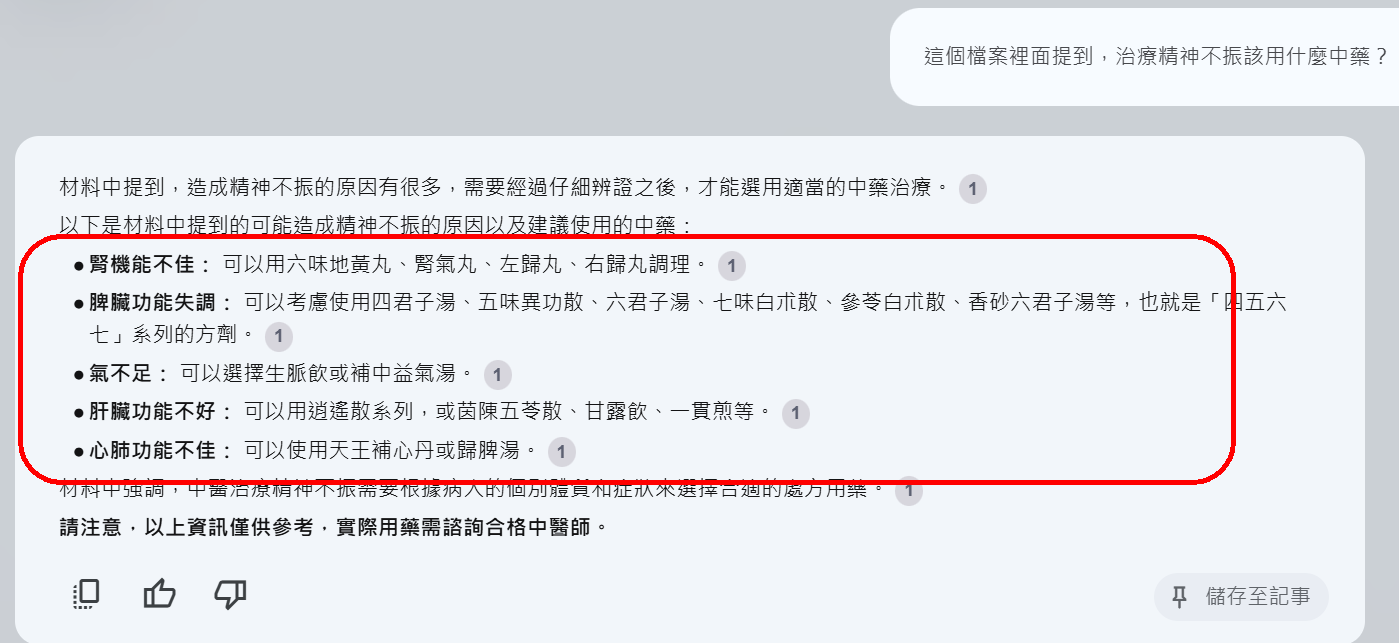 這個檔案裡面提到，治療精神不振該用什麼中藥？
材料中提到，造成精神不振的原因有很多，需要經過仔細辨證之後，才能選用適當的中藥治療。 1
以下是材料中提到的可能造成精神不振的原因以及建議使用的中藥：
●腎機能不佳： 可以用六味地黃丸、腎氣丸、左歸丸、右歸丸調理。 1
●脾臟功能失調： 可以考慮使用四君子湯、五味異功散、六君子湯、七味白朮散、參苓白朮散、香砂六君子湯等，也就是「四五六
七」系列的方劑。 1
●氣不足： 可以選擇生脈飲或補中益氣湯。 1
●肝臟功能不好： 可以用逍遙散系列，或茵陳五苓散、甘露飲、一貫煎等。 1
●心肺功能不佳： 可以使用天王補心丹或歸脾湯。 1
材料中強調，中醫治療精神不振需要根據病人的個別體質和症狀來選擇合適的處方用藥。 1
請注意，以上資訊僅供參考，實際用藥需諮詢合格中醫師。
儲存至記事